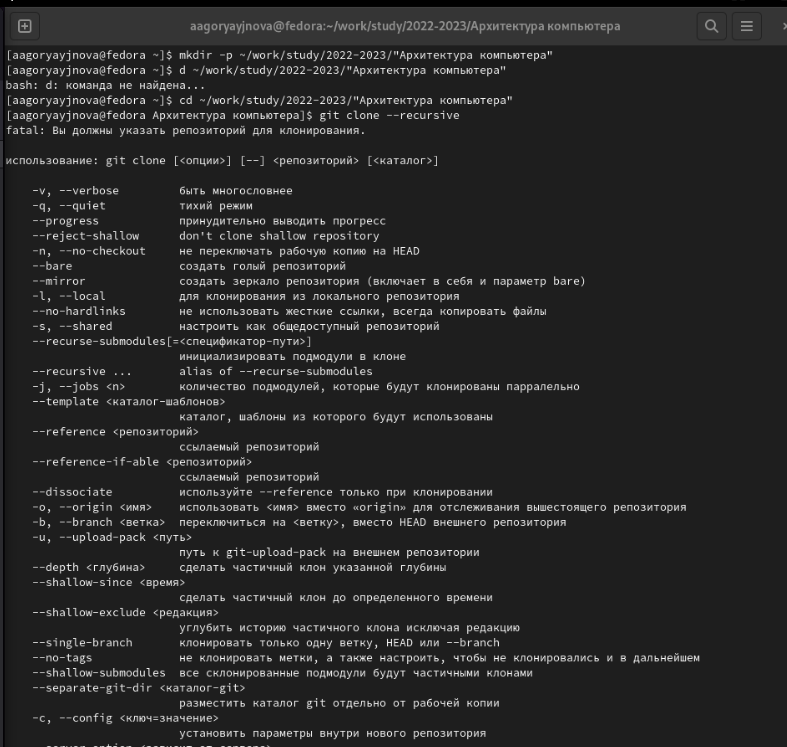 aagoryayjnova@fedora:~/work/study/2022-2023/Архитектура компьютера
[aagoryayjnova@fedora ~]$ mkdir -p ~/work/study/2022-2023/"Архитектура компьютера"
[aagoryayjnova@fedora ~]$ d ~/work/study/2022-2023/"Архитектура компьютера"
bash: d: команда не найдена...
[aagoryayjnova@fedora ~]$ cd ~/work/study/2022-2023/"Архитектура компьютера"
[aagoryayjnova@fedora Архитектура компьютера]$ git clone --recursive
fatal: Вы должны указать репозиторий для клонирования.
использование: git clone [<опции>] [--] <репозиторий> [<каталог>]
-v, --verbose быть многословнее
-q, --quiet тихий режим
--progress принудительно выводить прогресс
--reject-shallow don't clone shallow repository
-n, --no-checkout не переключать рабочую копию на HEAD
--bare создать голый репозиторий
--mirror создать зеркало репозитория (включает в себя и параметр bare)
-l, --local для клонирования из локального репозитория
--no-hardlinks не использовать жесткие ссылки, всегда копировать файлы
-s, --shared настроить как общедоступный репозиторий
--recurse-submodules[=<спецификатор-пути>]
инициализировать подмодули в клоне
--recursive ... alias of --recurse-submodules
-j, --jobs <n> количество подмодулей, которые будут клонированы парралельно
--template <каталог-шаблонов>
каталог, шаблоны из которого будут использованы
--reference <репозиторий>
ссылаемый репозиторий
--reference-if-able <репозиторий>
ссылаемый репозиторий
--dissociate используйте --reference только при клонировании
-o, --origin <имя> использовать <имя> вместо «origin» для отслеживания вышестоящего репозитория
-b, --branch <ветка> переключиться на <ветку>, вместо HEAD внешнего репозитория
-u, --upload-pack <путь>
путь к git-upload-pack на внешнем репозитории
--depth <глубина> сделать частичный клон указанной глубины
--shallow-since <время>
сделать частичный клон до определенного времени
--shallow-exclude <редакция>
углубить историю частичного клона исключая редакцию
--single-branch клонировать только одну ветку, HEAD или --branch
--no-tags не клонировать метки, а также настроить, чтобы не клонировались и в дальнейшем
--shallow-submodules все склонированные подмодули будут частичными клонами
--separate-git-dir <каталог-git>
разместить каталог git отдельно от рабочей копии
-c, --config <ключ=значение>
установить параметры внутри нового репозитория